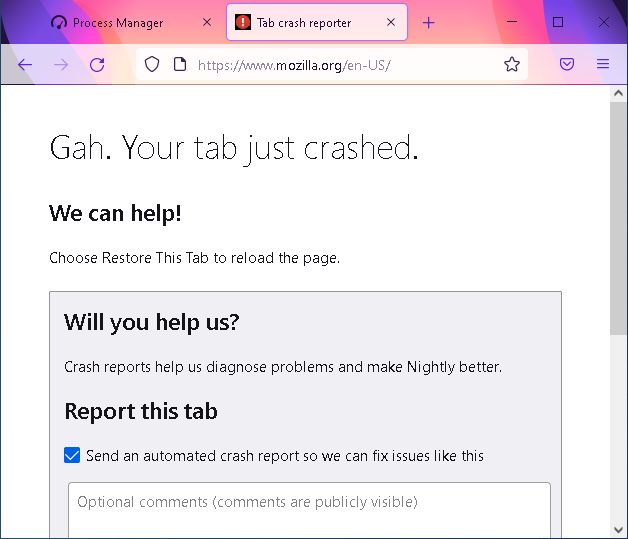 Process Manager
Tab crash reporter
https://www.mozilla.org/en-US/
Gah. Your tab just crashed.
We can help!
Choose Restore This Tab to reload the page.
Will you help us?
Crash reports help us diagnose problems and make Nightly better.
Report this tab
Send an automated crash report so we can fix issues like this
Optional comments (comments are publicly visible)